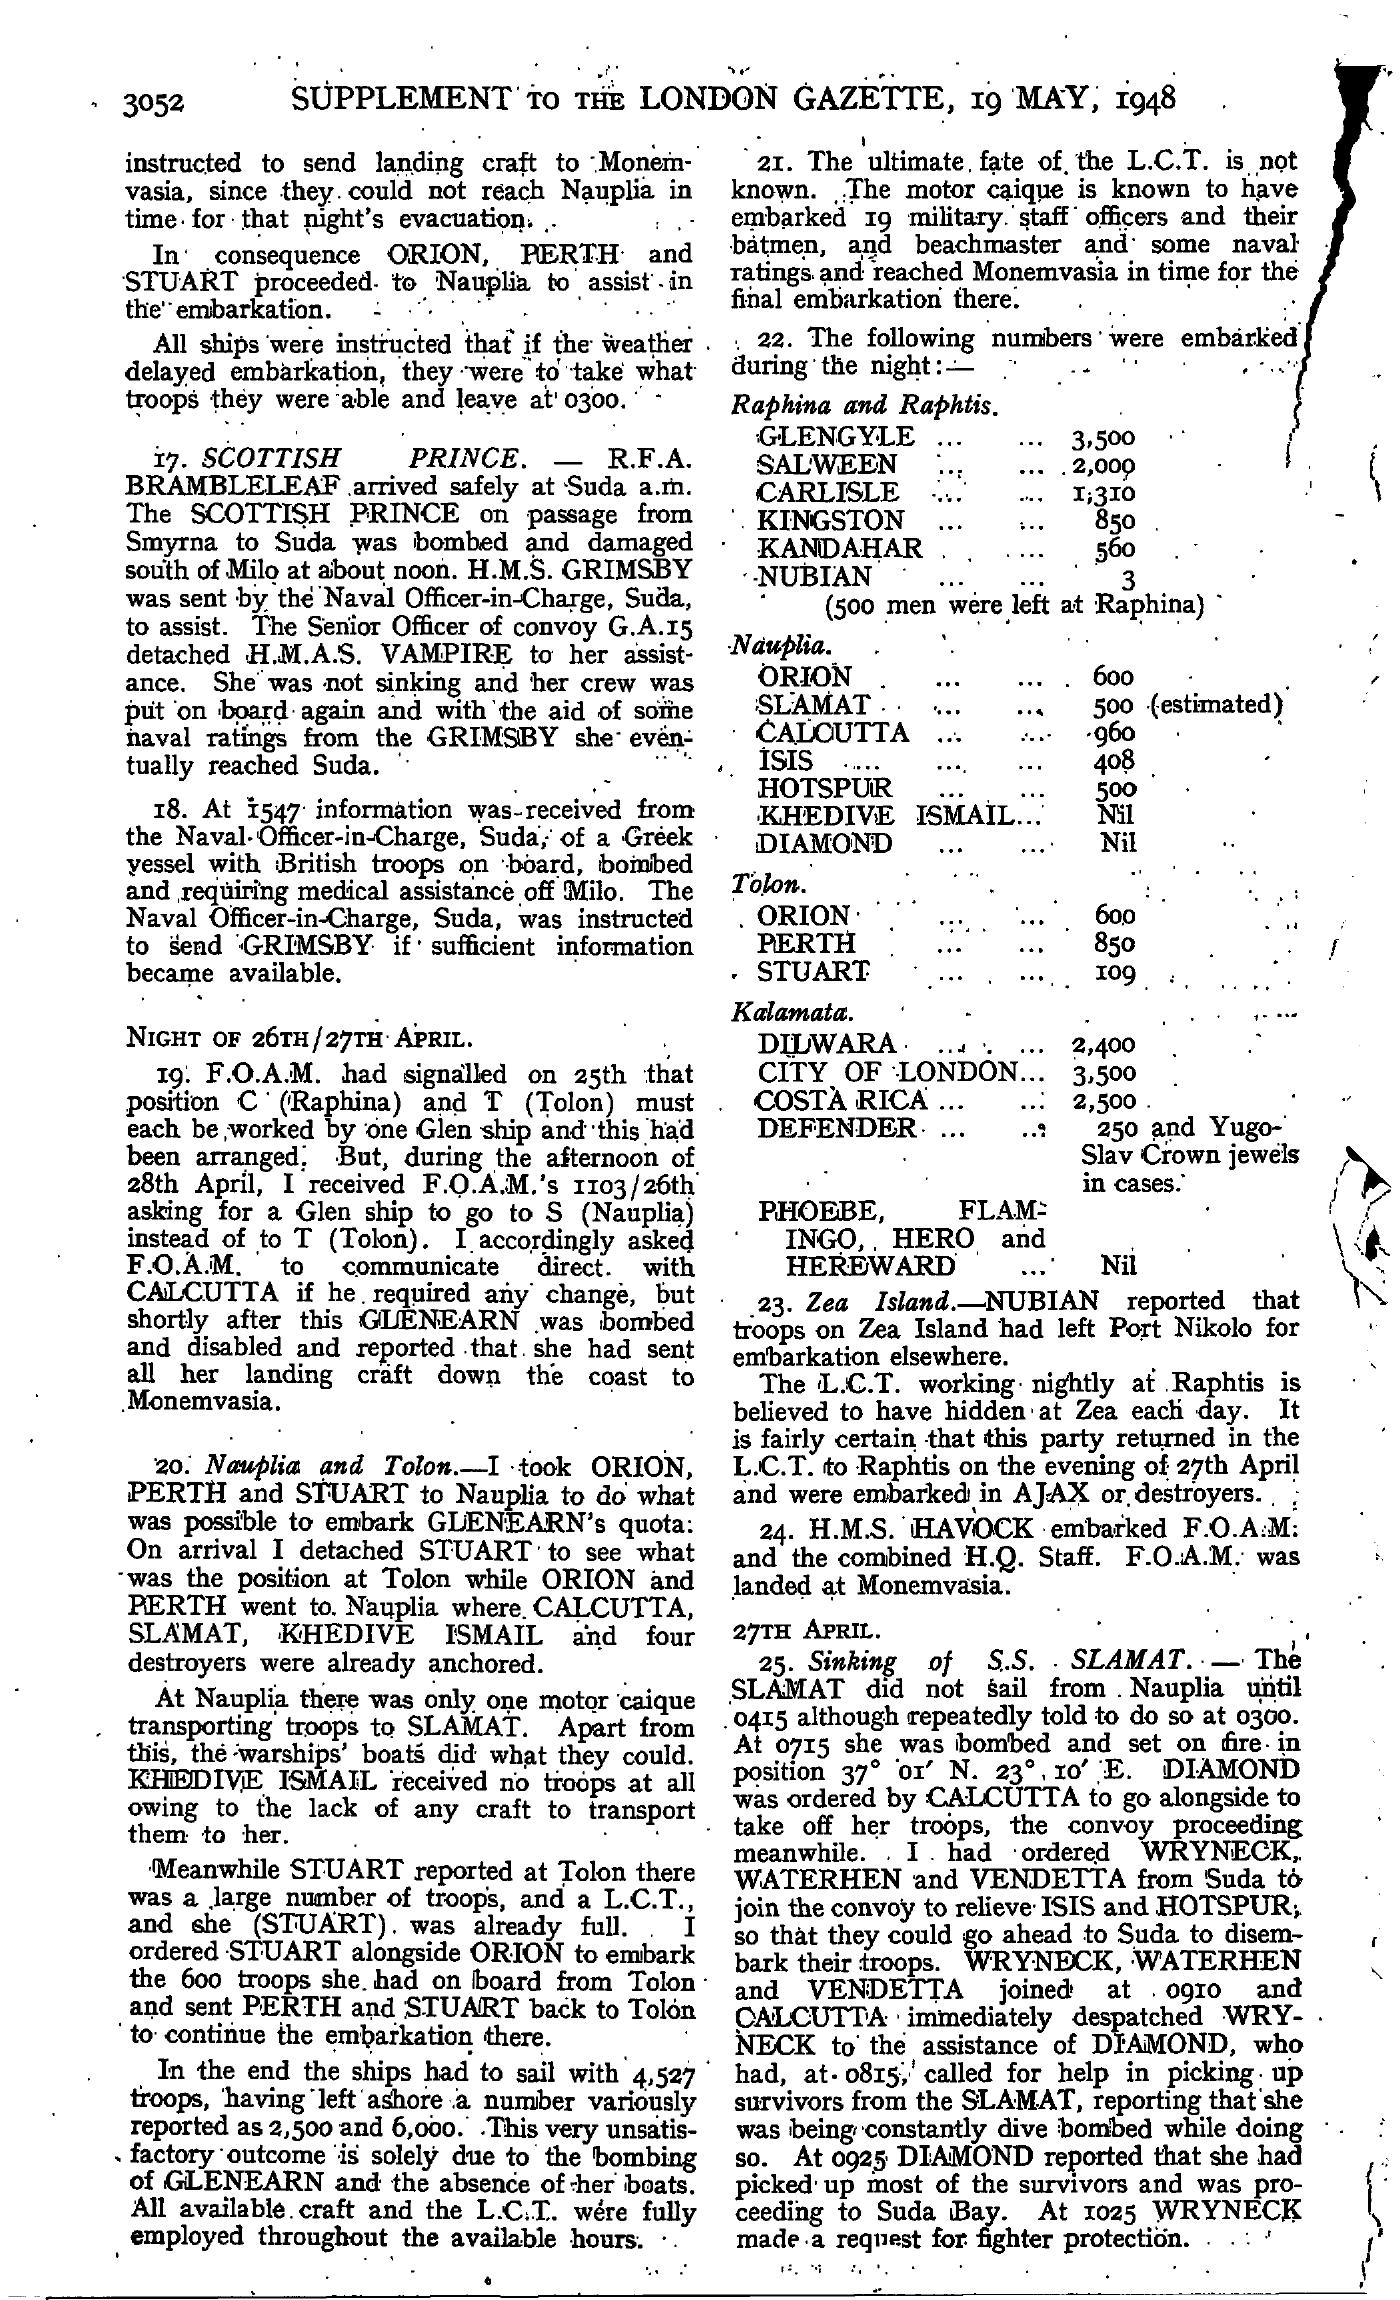 3052 SUPPLEMENT TO THE LONDON GAZETTE, 19 MAY, 1948
instructed to send landing craft to Monem-
vasia, since they could not reach Nauplia in
time for that night's evacuation.
In consequence ORION, PERTH and
STUART proceeded to Nauplia to assist in
the embarkation.
All ships were instructed that if the weather
delayed embarkation, they were to take what
troops they were able and leave at 0300.
17. SCOTTISH PRINCE. — R.F.A.
BRAMBLELEAF arrived safely at Suda a.m.
The SCOTTISH PRINCE on passage from
Smyrna to Suda was bombed and damaged
south of Milo at about noon. H.M.S. GRIMSBY
was sent by the Naval Officer-in-Charge, Suda,
to assist. The Senior Officer of convoy G.A.15
detached H.M.A.S. VAMPIRE to her assist-
ance. She was not sinking and her crew was
put on board again and with the aid of some
naval ratings from the GRIMSBY she even-
tually reached Suda.
18. At 1547 information was received from
the Naval Officer-in-Charge, Suda, of a Greek
vessel with British troops on board, bombed
and requiring medical assistance off Milo. The
Naval Officer-in-Charge, Suda, was instructed
to send GRIMSBY if sufficient information
became available.
NIGHT OF 26TH/27TH APRIL.
19. F.O.A.M. had signalled on 25th that
position C (Raphina) and T (Tolon) must
each be worked by one Glen ship and this had
been arranged. But, during the afternoon of
28th April, I received F.O.A.M.'s 1103/26th
asking for a Glen ship to go to S (Nauplia)
instead of to T (Tolon). I accordingly asked
F.O.A.M. to communicate direct with
CALCUTTA if he required any change, but
shortly after this GLENEARN was bombed
and disabled and reported that she had sent
all her landing craft down the coast to
Monemvasia.
20. Nauplia and Tolon.—I took ORION,
PERTH and STUART to Nauplia to do what
was possible to embark GLENEARN's quota:
On arrival I detached STUART to see what
was the position at Tolon while ORION and
PERTH went to Nauplia where CALCUTTA,
SLAMAT, KHEDIVE ISMAIL and four
destroyers were already anchored.
At Nauplia there was only one motor caique
transporting troops to SLAMAT. Apart from
this, the warships' boats did what they could.
KHEDIVE ISMAIL received no troops at all
owing to the lack of any craft to transport
them to her.
Meanwhile STUART reported at Tolon there
was a large number of troops, and a L.C.T.,
and she (STUART) was already full. I
ordered STUART alongside ORION to embark
the 600 troops she had on board from Tolon
and sent PERTH and STUART back to Tolon
to continue the embarkation there.
In the end the ships had to sail with 4,527
troops, having left ashore a number variously
reported as 2,500 and 6,000. This very unsatis-
factory outcome is solely due to the bombing
of GLENEARN and the absence of her boats.
All available craft and the L.C.T. were fully
employed throughout the available hours.
21. The ultimate fate of the L.C.T. is not
known. The motor caique is known to have
embarked 19 military staff officers and their
batmen, and beachmaster and some naval
ratings and reached Monemvasia in time for the
final embarkation there.
22. The following numbers were embarked
during the night:—
Raphina and Raphtis.
GLENGYLE ... ... 3,500
SALWEEN ... ... 2,000
CARLISLE ... ... 1,310
KINGSTON ... ... 850
KANDAHAR ... 560
NUBIAN ... ... 3
(500 men were left at Raphina)
Nauplia.
ORION ... ... 600
SLAMAT ... ... 500 (estimated)
CALCUTTA ... ... 960
ISIS ... ... ... 408
HOTSPUR ... ... 500
KHEDIVE ISMAIL... Nil
DIAMOND ... ... Nil
Tolon.
ORION ... ... 600
PERTH ... ... 850
STUART ... ... 109
Kalamata.
DILWARA ... ... 2,400
CITY OF LONDON... 3,500
COSTA RICA ... ... 2,500
DEFENDER ... ... 250 and Yugo-
Slav Crown jewels
in cases.
PHOEBE, FLAM-
INGO, HERO and
HEREWARD ... Nil
23. Zea Island.—NUBIAN reported that
troops on Zea Island had left Port Nikolo for
embarkation elsewhere.
The L.C.T. working nightly at Raphtis is
believed to have hidden at Zea each day. It
is fairly certain that this party returned in the
L.C.T. to Raphtis on the evening of 27th April
and were embarked in AJAX or destroyers.
24. H.M.S. HAVOCK embarked F.O.A.M.
and the combined H.Q. Staff. F.O.A.M. was
landed at Monemvasia.
27TH APRIL.
25. Sinking of S.S. SLAMAT. — The
SLAMAT did not sail from Nauplia until
0415 although repeatedly told to do so at 0300.
At 0715 she was bombed and set on fire in
position 37° 01′ N. 23° 10′ E. DIAMOND
was ordered by CALCUTTA to go alongside to
take off her troops, the convoy proceeding
meanwhile. I had ordered WRYNECK,
WATERHEN and VENDETTA from Suda to
join the convoy to relieve ISIS and HOTSPUR,
so that they could go ahead to Suda to disem-
bark their troops. WRYNECK, WATERHEN
and VENDETTA joined at 0910 and
CALCUTTA immediately despatched WRY-
NECK to the assistance of DIAMOND, who
had, at 0815, called for help in picking up
survivors from the SLAMAT, reporting that she
was being constantly dive bombed while doing
so. At 0925 DIAMOND reported that she had
picked up most of the survivors and was pro-
ceeding to Suda Bay. At 1025 WRYNECK
made a request for fighter protection.